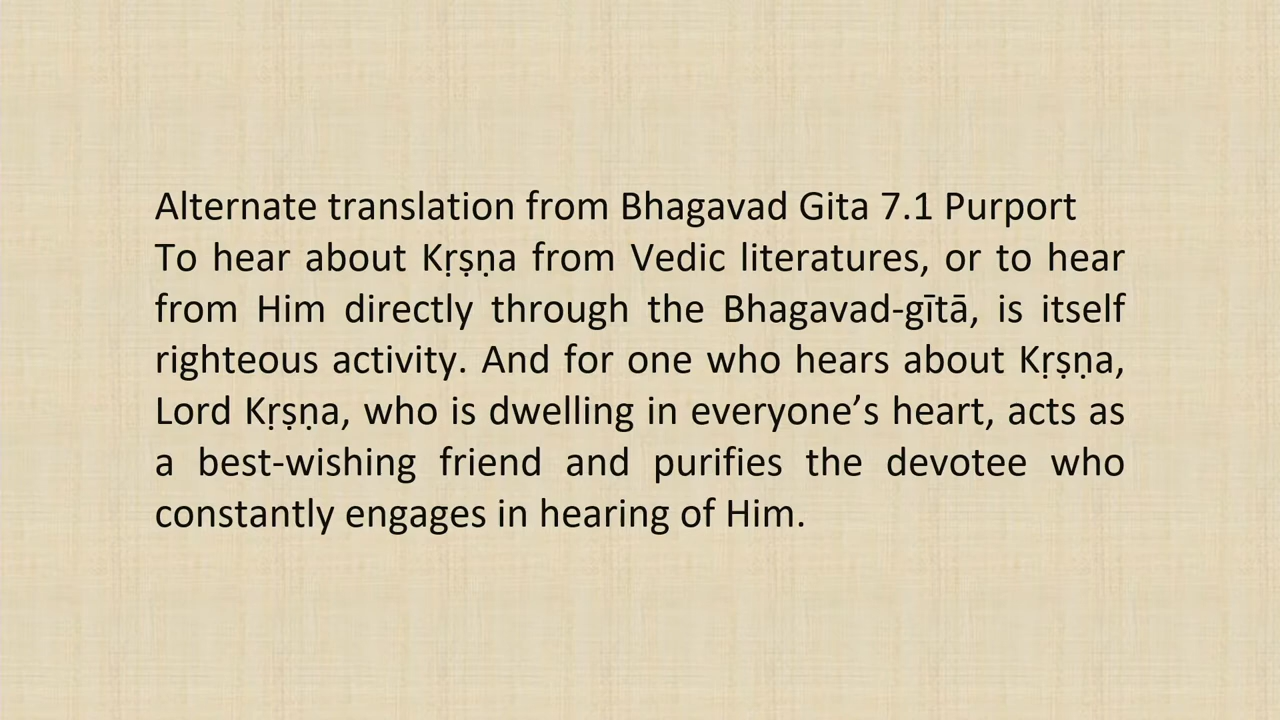 Alternate translation from Bhagavad Gita 7.1 Purport
To hear about Kṛṣṇa from Vedic literatures, or to hear
from Him directly through the Bhagavad-gītā, is itself
righteous activity. And for one who hears about Kṛṣṇa,
Lord Kṛṣṇa, who is dwelling in everyone’s heart, acts as
a best-wishing friend and purifies the devotee who
constantly engages in hearing of Him.